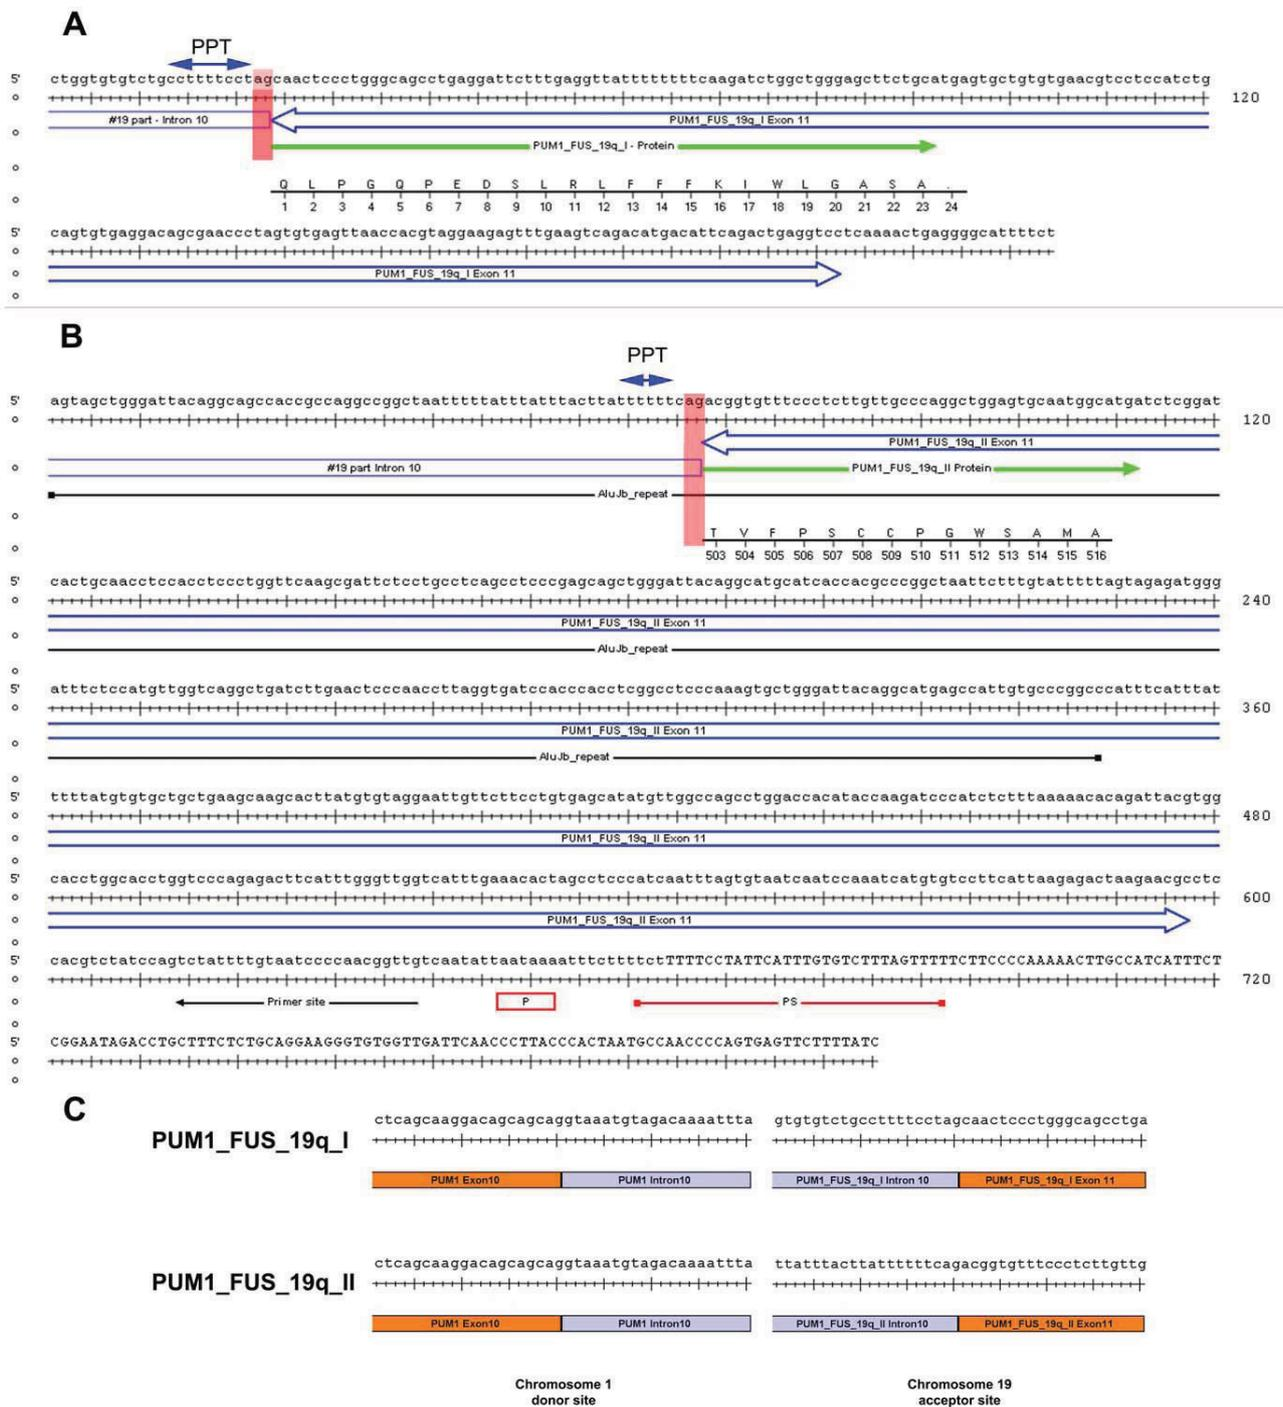 A
PPT
5' ctggtgtgtctgccttttcctagcaactccctgggcagcctgaggattctttgaggttatttttttttcaagatctggctgggagcttctgcatgagtgctgtgtgaacgtcctccatctg
120
#19 part - Intron 10 PUM1_FUS_19q_I Exon 11
PUM1_FUS_19q_I - Protein
Q L P G Q P E D S L R L F F F K I W L G A S A .
1 2 3 4 5 6 7 8 9 10 11 12 13 14 15 16 17 18 19 20 21 22 23 24
5' cagtgtgaggacagcgaaccctagtgtgagttaaccacgtaggaagagtttgaagtcagacatgacattcagactgaggtcctcaaaactgaggggcattttct
PUM1_FUS_19q_I Exon 11
B
PPT
5' agtagctgggattacaggcagccaccgccaggccggctaatttttatttatttacttatttttttcagacggtgtttccctcttgttgcccaggctggagtgcaatggcatgatctcggat
120
PUM1_FUS_19q_II Exon 11
#19 part Intron 10 PUM1_FUS_19q_II Protein
AluJb_repeat
T V F P S C C P G W S A M A
503 504 505 506 507 508 509 510 511 512 513 514 515 516
5' cactgcaacctccacctccctggttcaagcgattctcctgcctcagcctcccgagcagctgggattacaggcatgcatcaccacgcccggctaattctttgtatttttagtagagatggg
240
PUM1_FUS_19q_II Exon 11
AluJb_repeat
5' atttctccatgttggtcaggctgatcttgaactcccaaccttaggtgatccacccacctcggcctcccaaagtgctgggattacaggcatgagccattgtgcccggcccatttcatttat
360
PUM1_FUS_19q_II Exon 11
AluJb_repeat
5' ttttatgtgtgctgctgaagcaagcacttatgtgtaggaattgttcttcctgtgagcatatgttggccagcctggaccacataccaagatcccatctctttaaaaacacagattacgtgg
480
PUM1_FUS_19q_II Exon 11
5' cacctggcacctggtcccagagacttcatttgggttggtcatttgaaacactagcctcccatcaatttagtgtaatcaatccaaatcatgtgtccttcattaagagactaagaacgcctc
600
PUM1_FUS_19q_II Exon 11
5' cacgtctatccagtctattttgtaatccccaacggttgtcaatattaataaaatttcttttctTTTTCCTATTCATTTGTGTCTTTAGTTTTTCTTCCCCAAAAACTTGCCATCATTTCT
720
Primer site P PS
5' CGGAATAGACCTGCTTTCTCTGCAGGAAGGGTGTGGTTGATTCAACCCTTACCCACTAATGCCAACCCCAGTGAGTTCTTTTATC
C
ctcagcaaggacagcagcaggtaaatgtagacaaaattta gtgtgtctgccttttcctagcaactccctgggcagcctga
PUM1_FUS_19q_I
PUM1 Exon10 PUM1 Intron10 PUM1_FUS_19q_I Intron 10 PUM1_FUS_19q_I Exon 11
ctcagcaaggacagcagcaggtaaatgtagacaaaattta ttatttacttattttttcagacggtgtttccctcttgttg
PUM1_FUS_19q_II
PUM1 Exon10 PUM1 Intron10 PUM1_FUS_19q_II Intron10 PUM1_FUS_19q_II Exon11
Chromosome 1 Chromosome 19
donor site acceptor site